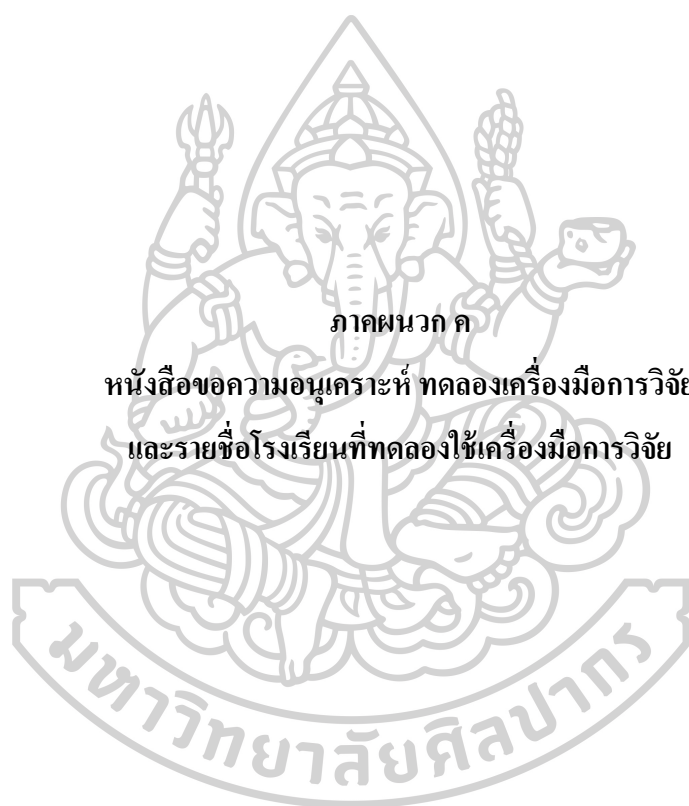 ภาคผนวก ค
หนังสือขอความอนุเคราะห์ ทดลองเครื่องมือการวิจัย
และรายชื่อโรงเรียนที่ทดลองใช้เครื่องมือการวิจัย
มหาวิทยาลัยศิลปากร